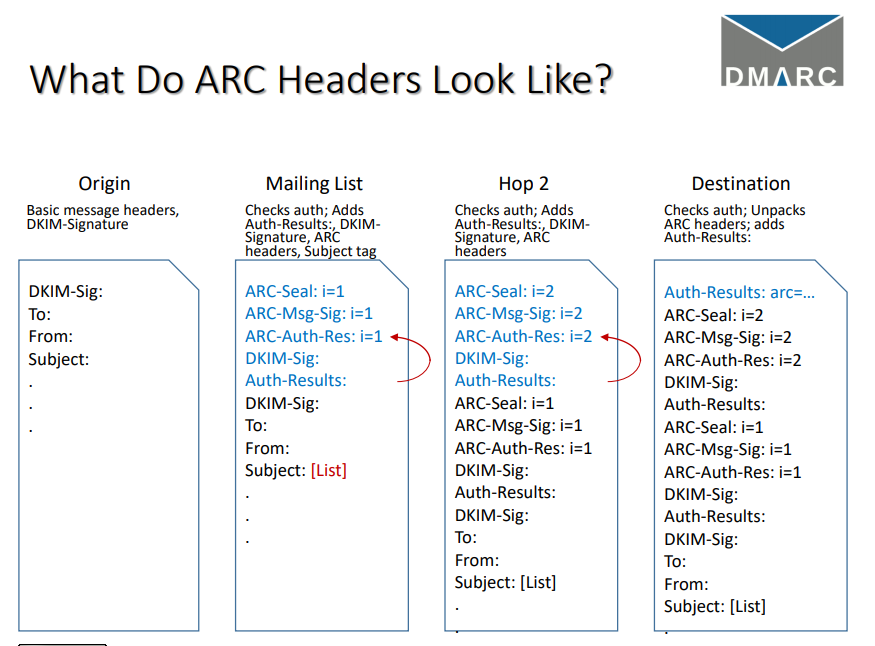 What Do ARC Headers Look Like?
DMARC
Origin
Basic message headers,
DKIM-Signature
DKIM-Sig:
To:
From:
Subject:
.
.
.
Mailing List
Checks auth; Adds
Auth-Results:, DKIM-
Signature, ARC
headers, Subject tag
ARC-Seal: i=1
ARC-Msg-Sig: i=1
ARC-Auth-Res: i=1
DKIM-Sig:
Auth-Results:
DKIM-Sig:
To:
From:
Subject: [List]
.
.
.
Hop 2
Checks auth; Adds
Auth-Results:, DKIM-
Signature, ARC
headers
ARC-Seal: i=2
ARC-Msg-Sig: i=2
ARC-Auth-Res: i=2
DKIM-Sig:
Auth-Results:
ARC-Seal: i=1
ARC-Msg-Sig: i=1
ARC-Auth-Res: i=1
DKIM-Sig:
Auth-Results:
DKIM-Sig:
To:
From:
Subject: [List]
.
.
Destination
Checks auth; Unpacks
ARC headers; adds
Auth-Results:
Auth-Results: arc=...
ARC-Seal: i=2
ARC-Msg-Sig: i=2
ARC-Auth-Res: i=2
DKIM-Sig:
Auth-Results:
ARC-Seal: i=1
ARC-Msg-Sig: i=1
ARC-Auth-Res: i=1
DKIM-Sig:
Auth-Results:
DKIM-Sig:
To:
From:
Subject: [List]
.